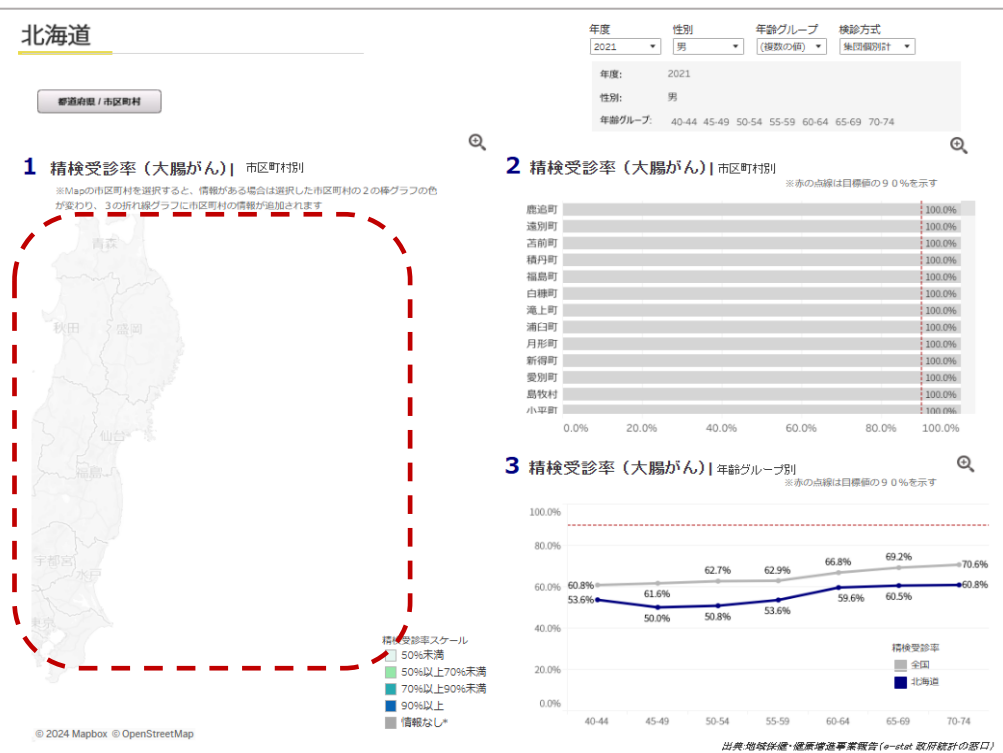 北海道
年度 性別 年齢グループ 検診方式
2021 男 (複数の値) 集団個別計
年度: 2021
性別: 男
年齢グループ: 40-44 45-49 50-54 55-59 60-64 65-69 70-74
都道府県 / 市区町村
1 精検受診率（大腸がん）| 市区町村別
※Mapの市区町村を選択すると、情報がある場合は選択した市区町村の２の棒グラフの色
が変わり、３の折れ線グラフに市区町村の情報が追加されます
青森
秋田 盛岡
仙台
福島
宇都宮
水戸
東京
精検受診率スケール
50%未満
50%以上70%未満
70%以上90%未満
90%以上
情報なし*
© 2024 Mapbox © OpenStreetMap
2 精検受診率（大腸がん）| 市区町村別
※赤の点線は目標値の９０%を示す
鹿追町 100.0%
遠別町 100.0%
苫前町 100.0%
積丹町 100.0%
福島町 100.0%
白糠町 100.0%
滝上町 100.0%
浦臼町 100.0%
月形町 100.0%
新得町 100.0%
愛別町 100.0%
島牧村 100.0%
小平町 100.0%
0.0% 20.0% 40.0% 60.0% 80.0% 100.0%
3 精検受診率（大腸がん）| 年齢グループ別
※赤の点線は目標値の９０%を示す
100.0%
80.0%
60.0%
40.0%
20.0%
0.0%
60.8% 61.6% 62.7% 62.9% 66.8% 69.2% 70.6%
53.6% 50.0% 50.8% 53.6% 59.6% 60.5% 60.8%
精検受診率
全国
北海道
40-44 45-49 50-54 55-59 60-64 65-69 70-74
出典:地域保健・健康増進事業報告(e-stat 政府統計の窓口)